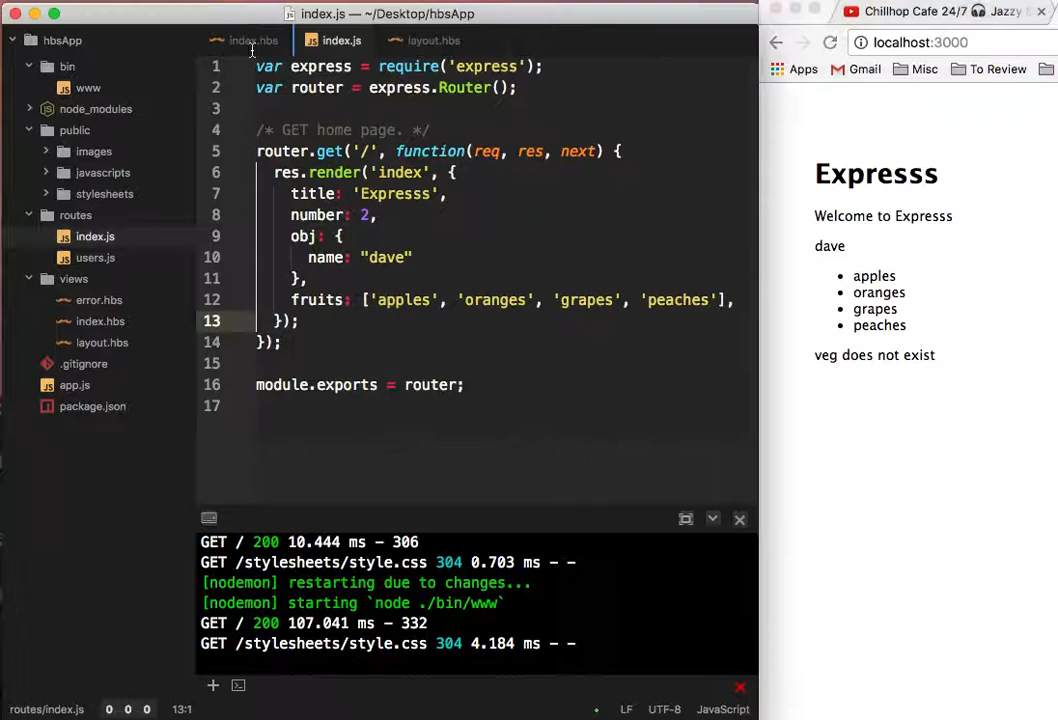 index.js — ~/Desktop/hbsApp
Chillhop Cafe 24/7 🎧 Jazzy
hbsApp
index.hbs
index.js
layout.hbs
localhost:3000
Apps
Gmail
Misc
To Review
bin
www
node_modules
public
images
javascripts
stylesheets
routes
index.js
users.js
views
error.hbs
index.hbs
layout.hbs
.gitignore
app.js
package.json
1 var express = require('express');
2 var router = express.Router();
3
4 /* GET home page. */
5 router.get('/', function(req, res, next) {
6 res.render('index', {
7 title: 'Expresss',
8 number: 2,
9 obj: {
10 name: "dave"
11 },
12 fruits: ['apples', 'oranges', 'grapes', 'peaches'],
13 });
14 });
15
16 module.exports = router;
17
Expresss
Welcome to Expresss
dave
• apples
• oranges
• grapes
• peaches
veg does not exist
GET / 200 10.444 ms - 306
GET /stylesheets/style.css 304 0.703 ms - -
[nodemon] restarting due to changes...
[nodemon] starting `node ./bin/www`
GET / 200 107.041 ms - 332
GET /stylesheets/style.css 304 4.184 ms - -
routes/index.js 0 0 0 13:1
LF UTF-8 JavaScript